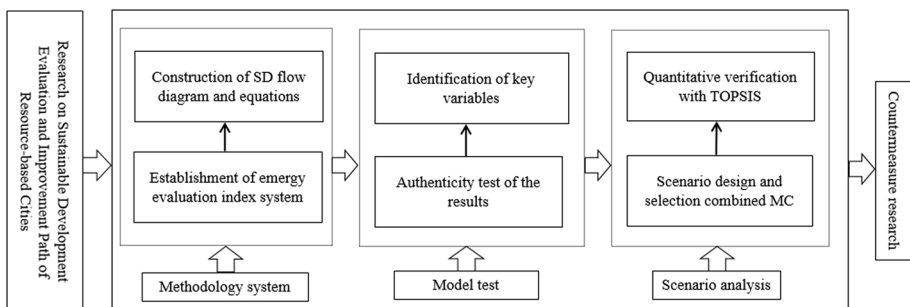 Research on Sustainable Development
Evaluation and Improvement Path of
Resource-based Cities
Construction of SD flow
diagram and equations
Establishment of emergy
evaluation index system
Methodology system
Identification of key
variables
Authenticity test of the
results
Model test
Quantitative verification
with TOPSIS
Scenario design and
selection combined MC
Scenario analysis
Countermeasure research